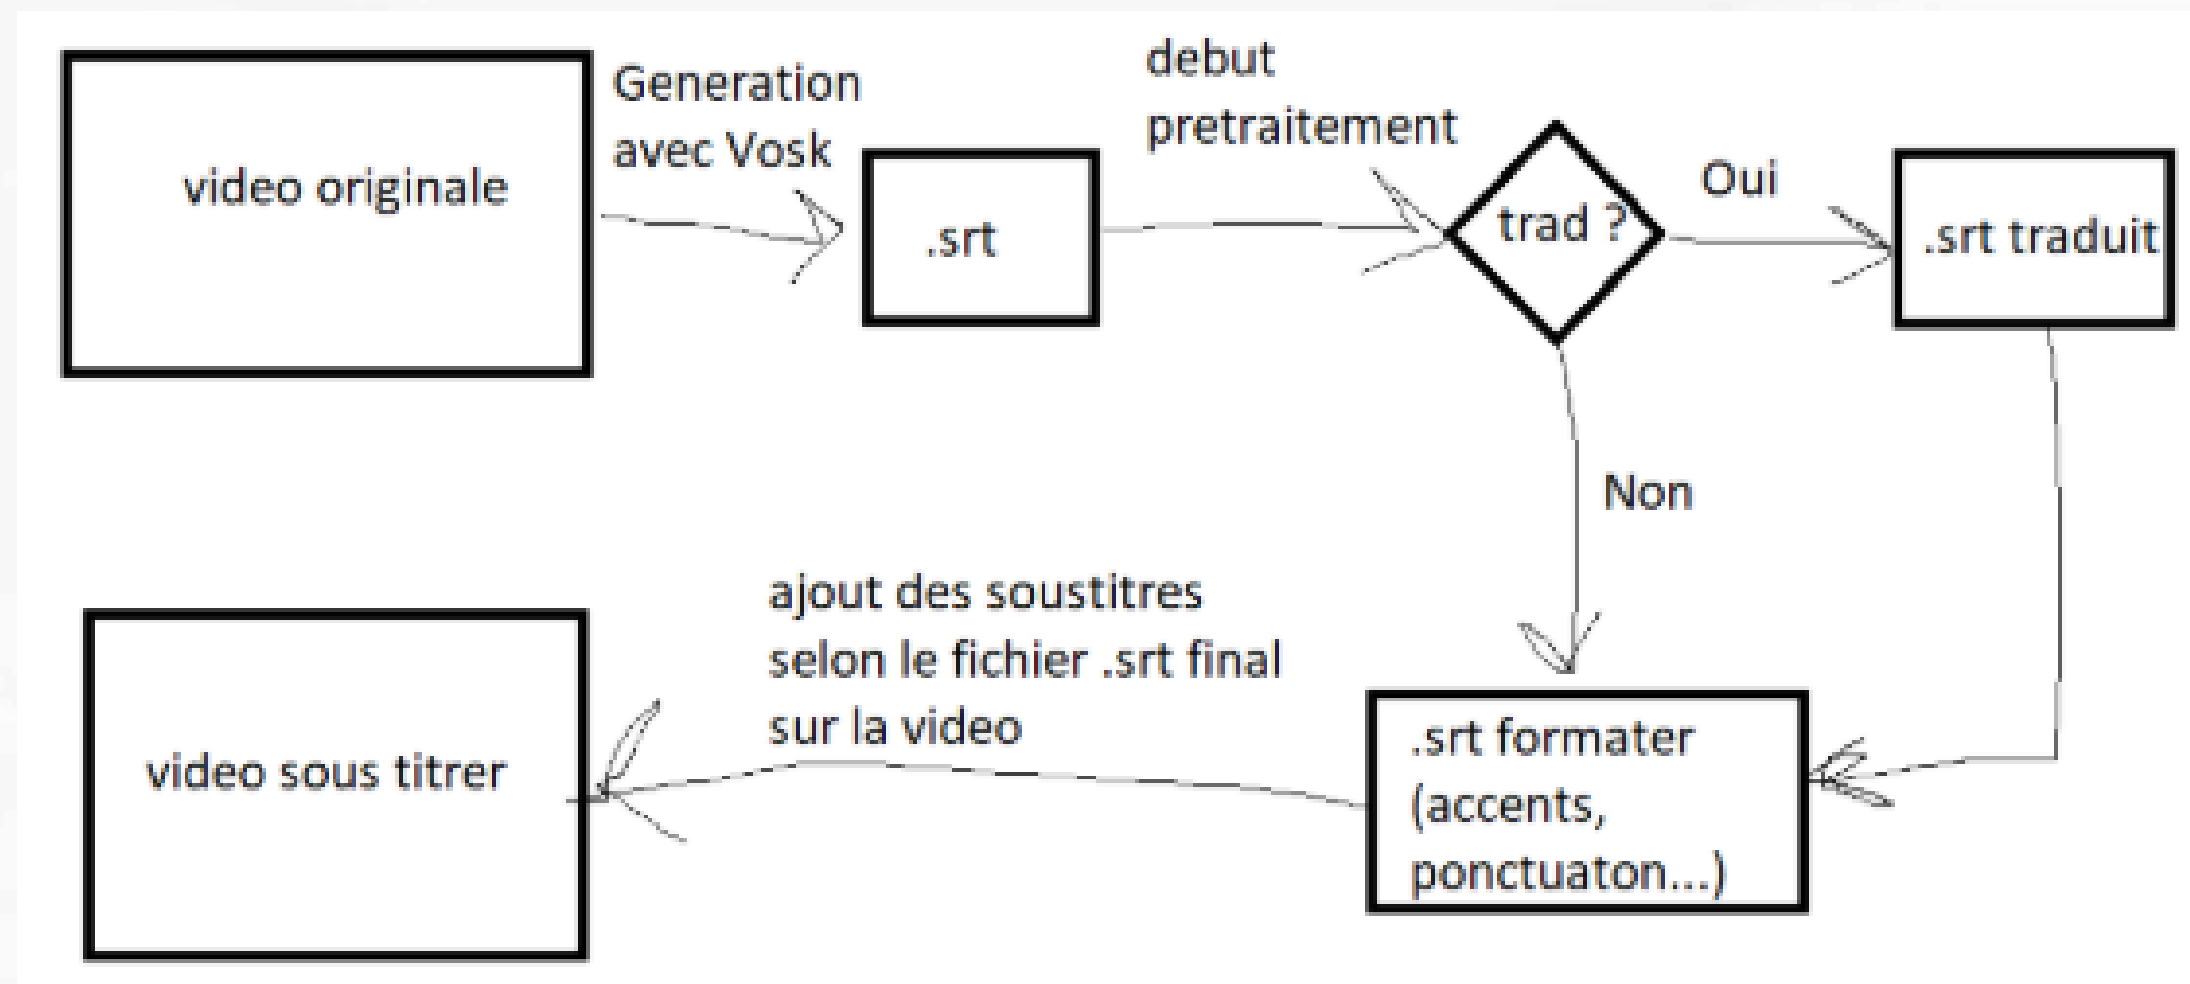 video originale
Generation
avec Vosk
.srt
debut
pretraitement
trad ?
Oui
.srt traduit
Non
.srt formater
(accents,
ponctuaton...)
ajout des soustitres
selon le fichier .srt final
sur la video
video sous titrer